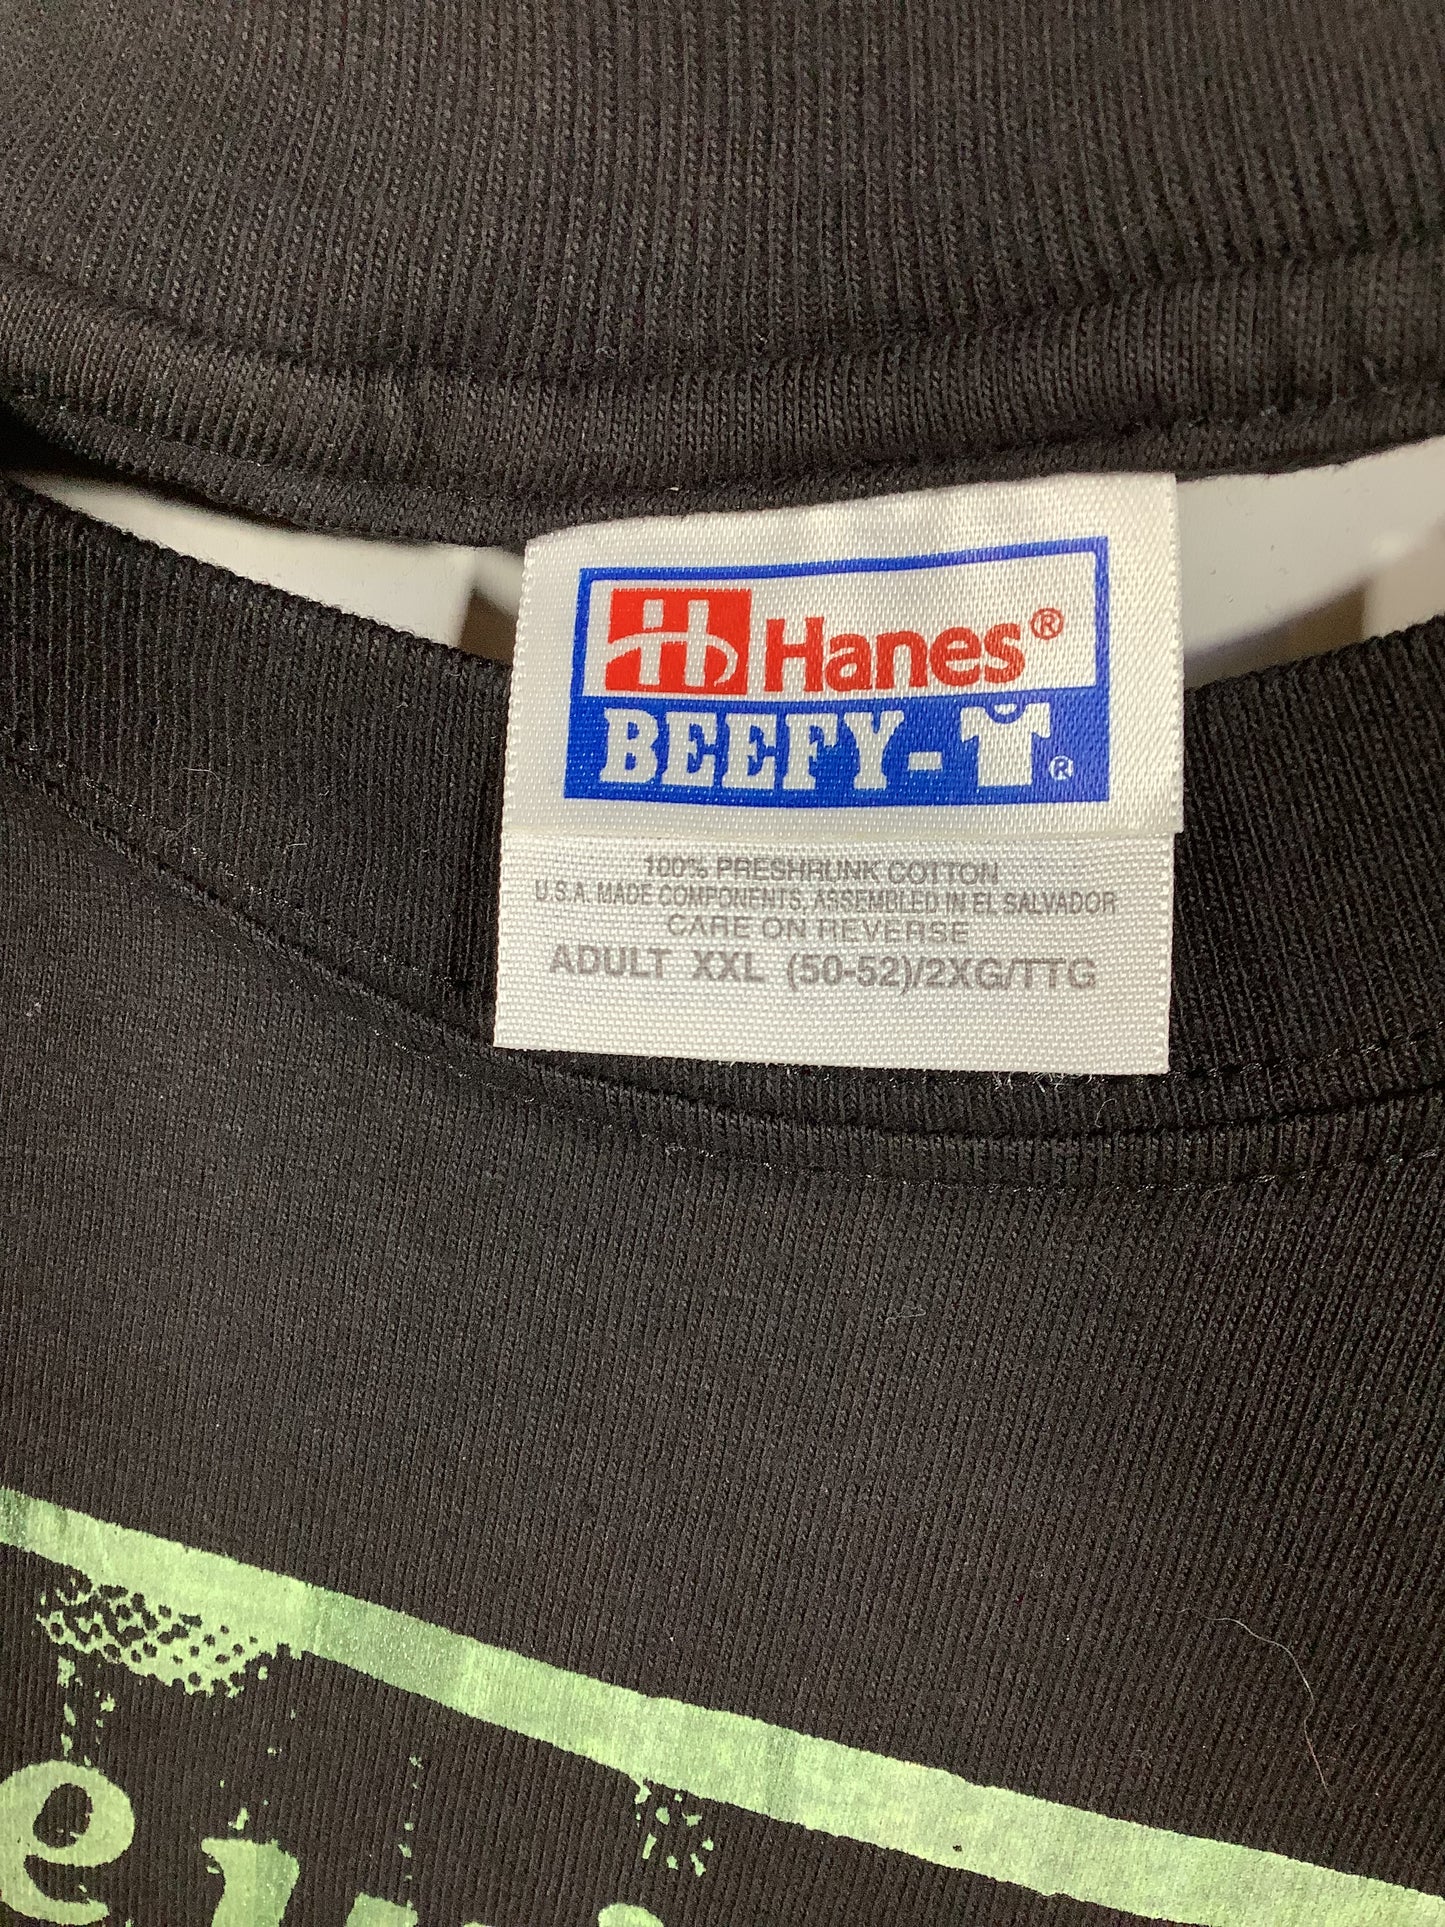 H Hanes®
BEEFY-T®
100% PRESHRUNK COTTON
U.S.A. MADE COMPONENTS, ASSEMBLED IN EL SALVADOR
CARE ON REVERSE
ADULT XXL (50-52)/2XG/TTG